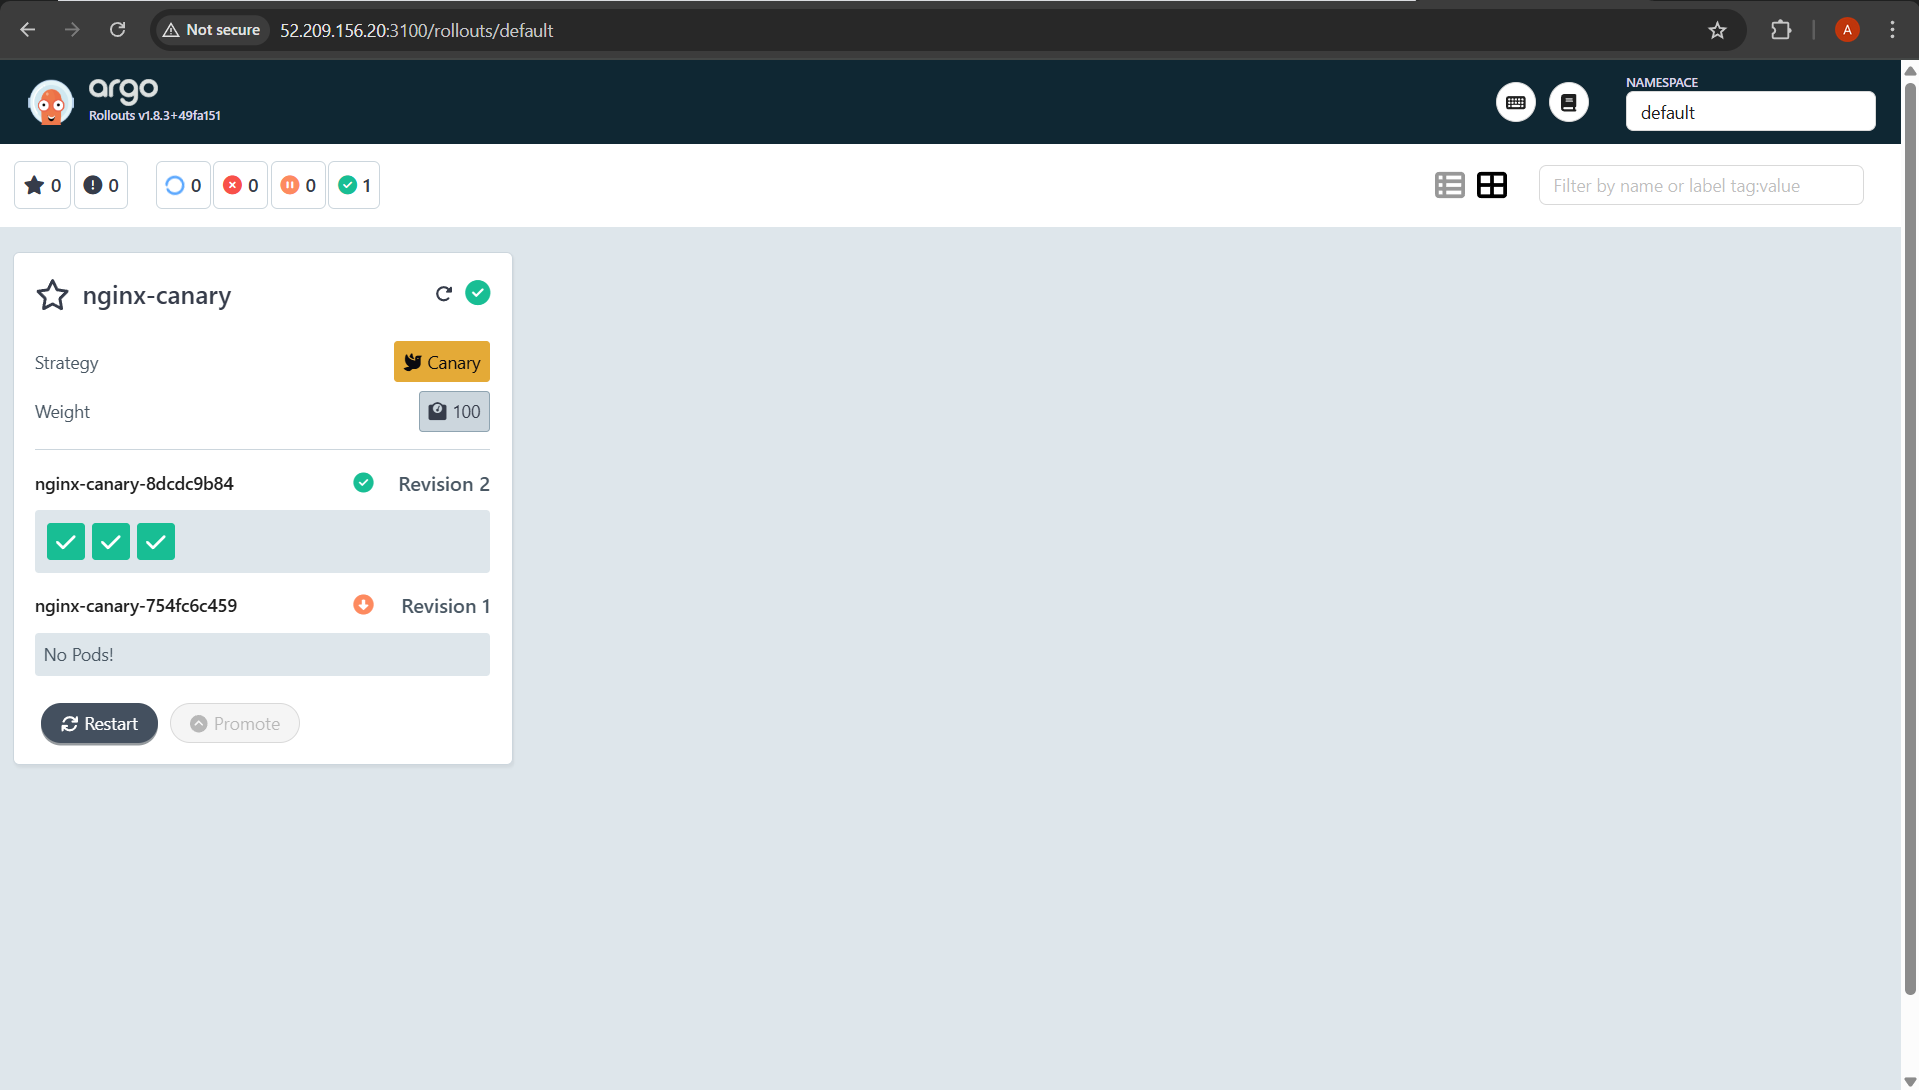 Not secure 52.209.156.20:3100/rollouts/default
A
argo
Rollouts v1.8.3+49fa151
NAMESPACE
default
0 0 0 0 0 1
Filter by name or label tag:value
nginx-canary
Strategy Canary
Weight 100
nginx-canary-8dcdc9b84 Revision 2
nginx-canary-754fc6c459 Revision 1
No Pods!
Restart Promote